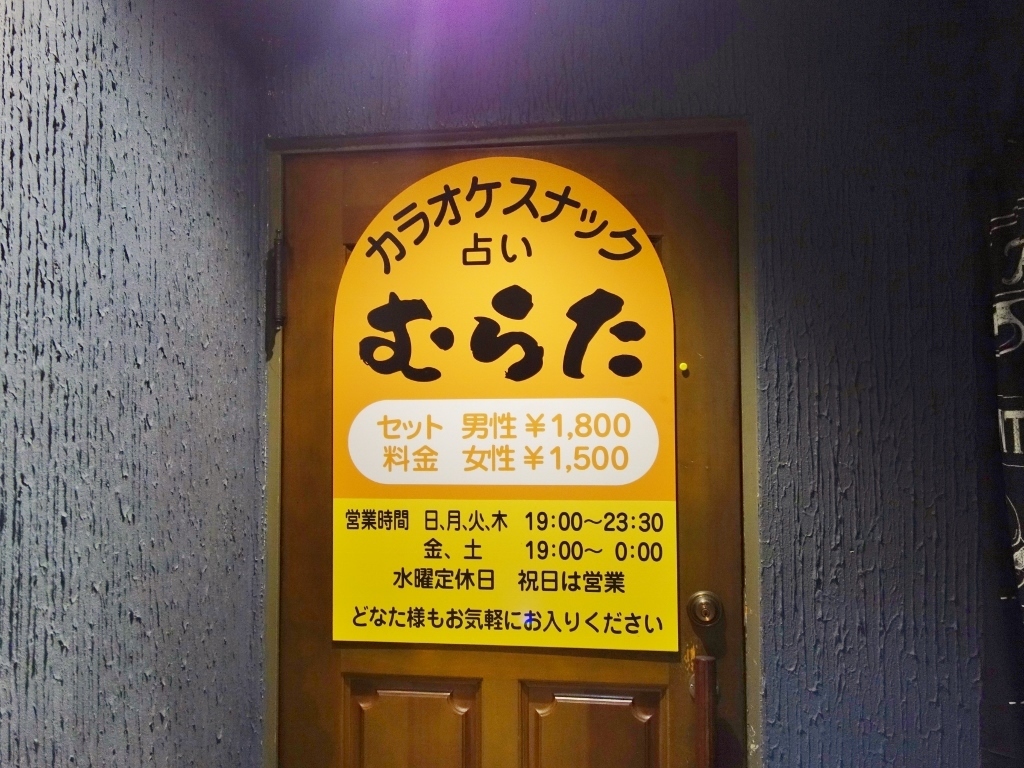 カラオケスナック
占い
むらた
セット 男性 ¥1,800
料金 女性 ¥1,500
営業時間 日、月、火、木 19:00～23:30
金、土 19:00～ 0:00
水曜定休日 祝日は営業
どなた様もお気軽にお入りください